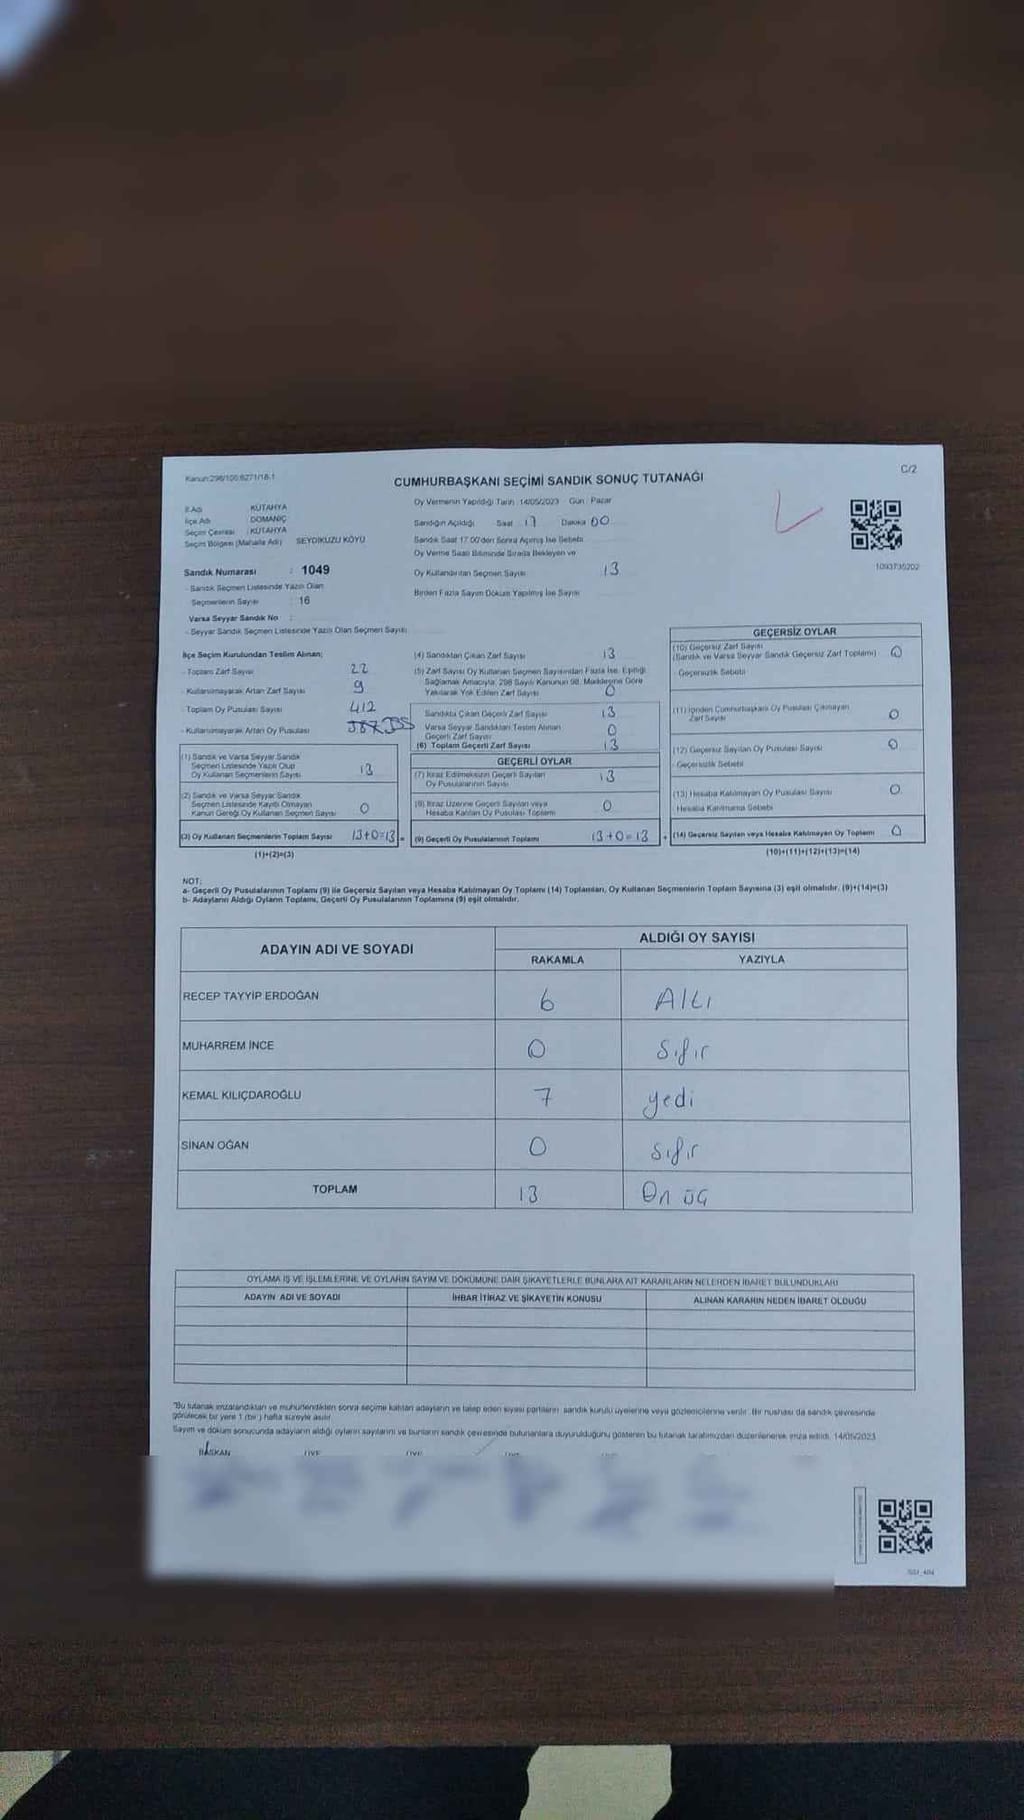 Kanun:298/100;6271/18-1
C/2
CUMHURBAŞKANI SEÇİMİ SANDIK SONUÇ TUTANAĞI
İl Adı : KÜTAHYA
İlçe Adı : DOMANİÇ
Seçim Çevresi : KÜTAHYA
Seçim Bölgesi (Mahalle Adı) : SEYDİKUZU KÖYÜ
Sandık Numarası : 1049
- Sandık Seçmen Listesinde Yazılı Olan
Seçmenlerin Sayısı : 16
Varsa Seyyar Sandık No :
- Seyyar Sandık Seçmen Listesinde Yazılı Olan Seçmen Sayısı
Oy Vermenin Yapıldığı Tarih : 14/05/2023 Gün : Pazar
Sandığın Açıldığı Saat : 17 Dakika 00
Sandık Saat 17.00'den Sonra Açılmış İse Sebebi
Oy Verme Saati Bitiminde Sırada Bekleyen ve
Oy Kullandırılan Seçmen Sayısı 13
Birden Fazla Sayım Döküm Yapılmış İse Sayısı
1093735202
İlçe Seçim Kurulundan Teslim Alınan;
- Toplam Zarf Sayısı 22
- Kullanılmayarak Artan Zarf Sayısı 9
- Toplam Oy Pusulası Sayısı 412
- Kullanılmayarak Artan Oy Pusulası
(1) Sandık ve Varsa Seyyar Sandık
Seçmen Listesinde Yazılı Olup
Oy Kullanan Seçmenlerin Sayısı 13
(2) Sandık ve Varsa Seyyar Sandık
Seçmen Listesinde Kayıtlı Olmayan
Kanun Gereği Oy Kullanan Seçmen Sayısı 0
(3) Oy Kullanan Seçmenlerin Toplam Sayısı 13+0=13
(1)+(2)=(3)
(4) Sandıktan Çıkan Zarf Sayısı 13
(5) Zarf Sayısı Oy Kullanan Seçmen Sayısından Fazla İse, Eşitliği
Sağlamak Amacıyla, 298 Sayılı Kanunun 98. Maddesine Göre
Yakılarak Yok Edilen Zarf Sayısı 0
Sandıkta Çıkan Geçerli Zarf Sayısı 13
Varsa Seyyar Sandıktan Teslim Alınan
Geçerli Zarf Sayısı 0
(6) Toplam Geçerli Zarf Sayısı 13
GEÇERLİ OYLAR
(7) İtiraz Edilmeksizin Geçerli Sayılan
Oy Pusulalarının Sayısı 13
(8) İtiraz Üzerine Geçerli Sayılan veya
Hesaba Katılan Oy Pusulası Toplamı 0
(9) Geçerli Oy Pusulalarının Toplamı 13+0=13
GEÇERSİZ OYLAR
(10) Geçersiz Zarf Sayısı
(Sandık ve Varsa Seyyar Sandık Geçersiz Zarf Toplamı) 0
- Geçersizlik Sebebi
(11) İçinden Cumhurbaşkanı Oy Pusulası Çıkmayan
Zarf Sayısı 0
(12) Geçersiz Sayılan Oy Pusulası Sayısı 0
- Geçersizlik Sebebi
(13) Hesaba Katılmayan Oy Pusulası Sayısı 0
- Hesaba Katılmama Sebebi
(14) Geçersiz Sayılan veya Hesaba Katılmayan Oy Toplamı 0
(10)+(11)+(12)+(13)=(14)
NOT:
a- Geçerli Oy Pusulalarının Toplamı (9) ile Geçersiz Sayılan veya Hesaba Katılmayan Oy Toplamı (14) Toplamları, Oy Kullanan Seçmenlerin Toplam Sayısına (3) eşit olmalıdır. (9)+(14)=(3)
b- Adayların Aldığı Oyların Toplamı, Geçerli Oy Pusulalarının Toplamına (9) eşit olmalıdır.
ADAYIN ADI VE SOYADI
ALDIĞI OY SAYISI
RAKAMLA YAZIYLA
RECEP TAYYİP ERDOĞAN 6 Altı
MUHARREM İNCE 0 Sıfır
KEMAL KILIÇDAROĞLU 7 yedi
SİNAN OĞAN 0 Sıfır
TOPLAM 13 On üç
OYLAMA İŞ VE İŞLEMLERİNE VE OYLARIN SAYIM VE DÖKÜMÜNE DAİR ŞİKAYETLERLE BUNLARA AİT KARARLARIN NELERDEN İBARET BULUNDUKLARI
ADAYIN ADI VE SOYADI İHBAR İTİRAZ VE ŞİKAYETİN KONUSU ALINAN KARARIN NEDEN İBARET OLDUĞU
"Bu tutanak imzalandıktan ve mühürlendikten sonra seçime katılan adayların ve talep eden siyasi partilerin sandık kurulu üyelerine veya gözlemcilerine verilir. Bir nüshası da sandık çevresinde
görülecek bir yere 1 (bir) hafta süreyle asılır.
Sayım ve döküm sonucunda adayların aldığı oyların sayılarını ve bunların sandık çevresinde bulunanlara duyurulduğunu gösteren bu tutanak tarafımızdan düzenlenerek imza edildi. 14/05/2023
BAŞKAN ÜYE ÜYE